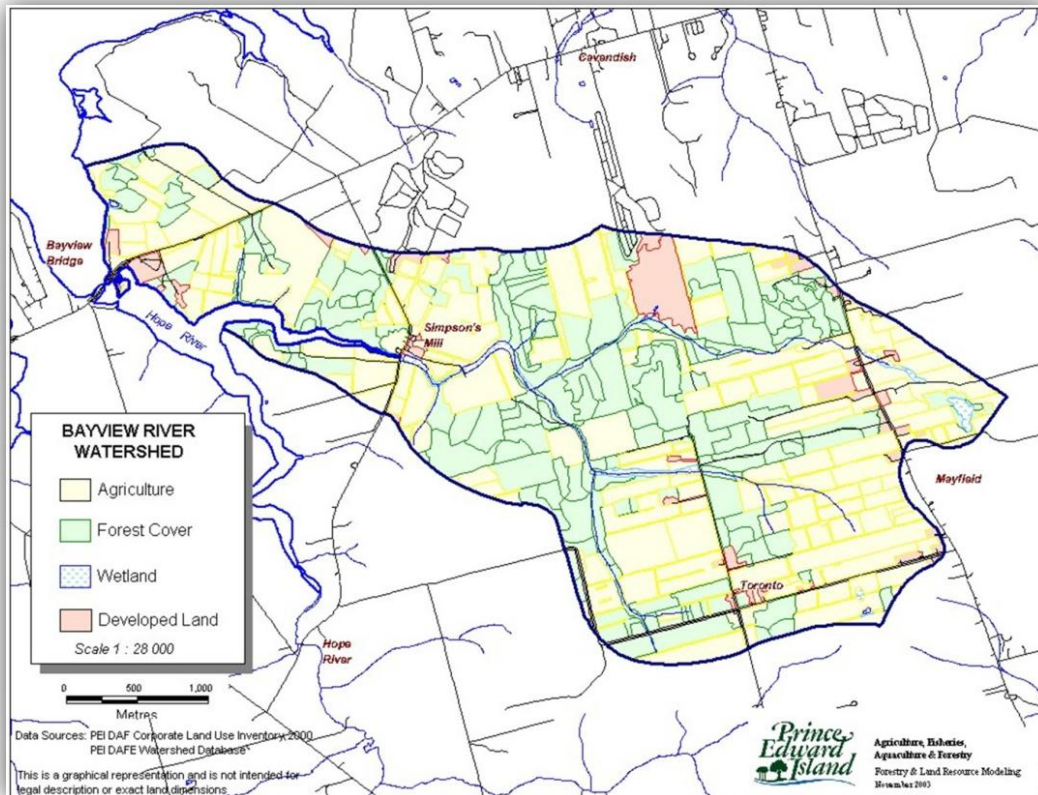 Cavendish
Bayview
Bridge
Hope River
Simpson's
Mill
BAYVIEW RIVER
WATERSHED
Agriculture
Forest Cover
Wetland
Developed Land
Scale 1 : 28 000
0 500 1,000
Metres
Mayfield
Toronto
Hope
River
Data Sources: PEI DAF Corporate Land Use Inventory, 2000
PEI DAFE Watershed Database
This is a graphical representation and is not intended for
legal description or exact land dimensions
Prince
Edward
Island
Agriculture, Fisheries,
Aquaculture & Forestry
Forestry & Land Resource Modeling
November 2003